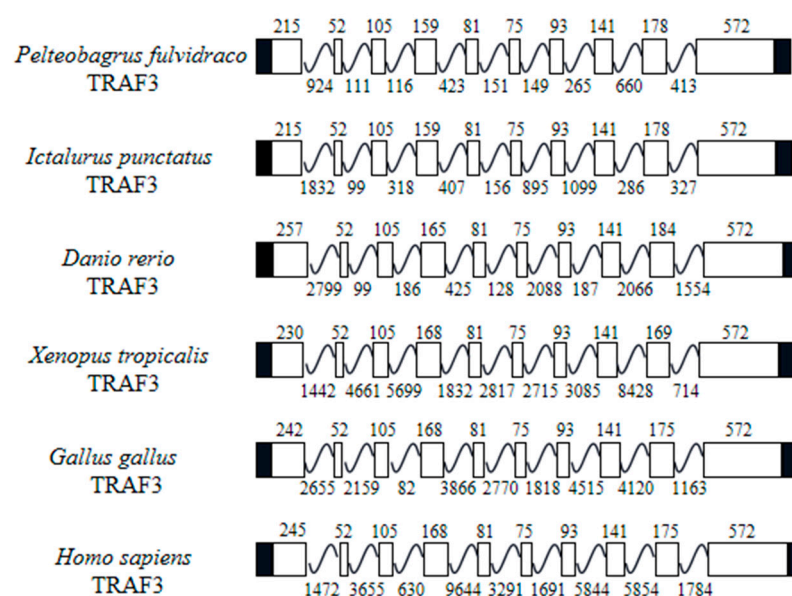 215 52 105 159 81 75 93 141 178 572
Pelteobagrus fulvidraco
TRAF3
924 111 116 423 151 149 265 660 413
215 52 105 159 81 75 93 141 178 572
Ictalurus punctatus
TRAF3
1832 99 318 407 156 895 1099 286 327
257 52 105 165 81 75 93 141 184 572
Danio rerio
TRAF3
2799 99 186 425 128 2088 187 2066 1554
230 52 105 168 81 75 93 141 169 572
Xenopus tropicalis
TRAF3
1442 4661 5699 1832 2817 2715 3085 8428 714
242 52 105 168 81 75 93 141 175 572
Gallus gallus
TRAF3
2655 2159 82 3866 2770 1818 4515 4120 1163
245 52 105 168 81 75 93 141 175 572
Homo sapiens
TRAF3
1472 3655 630 9644 3291 1691 5844 5854 1784